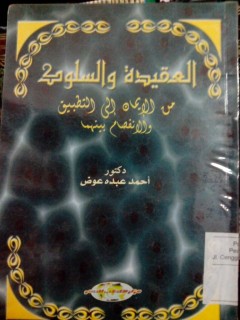 العقيدة والسلوك
من الإيمان إلى التطبيق
والانفصام بينهما
دكتور
أحمد عبده عوض